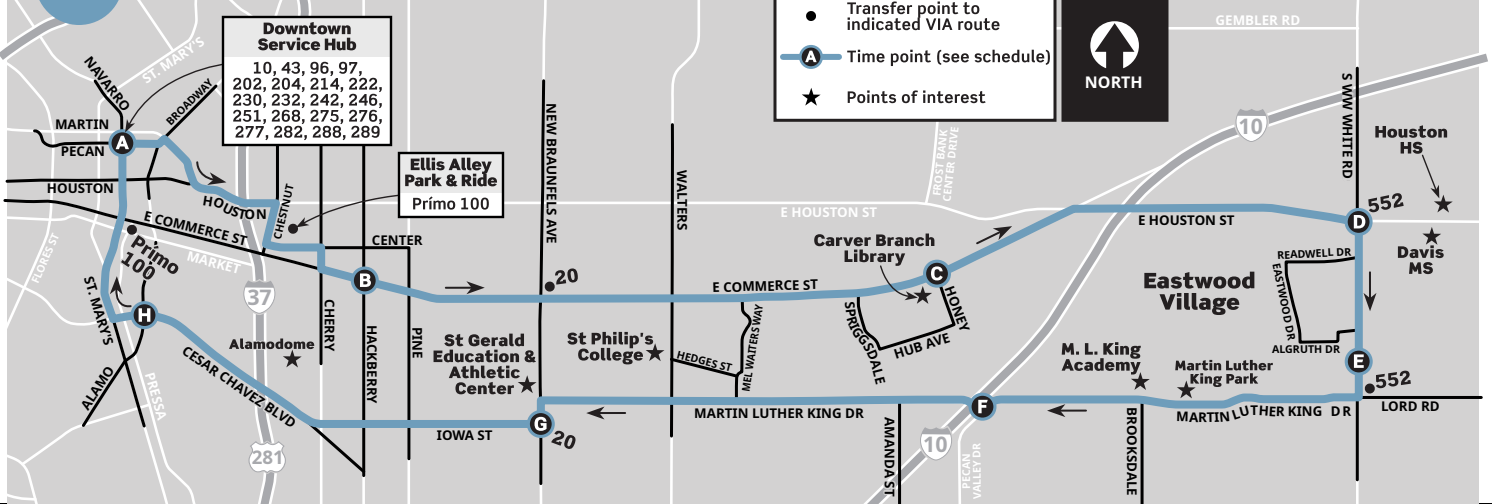 Transfer point to
indicated VIA route
A
Time point (see schedule)
Points of interest
NORTH
GEMBLER RD
Downtown
Service Hub
10, 43, 96, 97,
202, 204, 214, 222,
230, 232, 242, 246,
251, 268, 275, 276,
277, 282, 288, 289
ST. MARY'S
NAVARRO
BROADWAY
MARTIN
A
PECAN
HOUSTON
HOUSTON
CHESTNUT
Ellis Alley
Park & Ride
Prímo 100
E COMMERCE ST
MARKET
FLORES ST
Prímo
100
CENTER
B
37
ST. MARY'S
H
ALAMO
PRESSA
CESAR CHAVEZ BLVD
Alamodome
281
CHERRY
HACKBERRY
PINE
IOWA ST
NEW BRAUNFELS AVE
20
St Gerald
Education &
Athletic
Center
G
20
WALTERS
St Philip's
College
HEDGES ST
MEL WAITERS WAY
E COMMERCE ST
E HOUSTON ST
FROST BANK
CENTER DRIVE
Carver Branch
Library
C
SPRIGGSDALE
HUB AVE
HONEY
MARTIN LUTHER KING DR
AMANDA ST
F
10
PECAN
VALLEY DR
10
E HOUSTON ST
S WW WHITE RD
Houston
HS
D
552
Davis
MS
READWELL DR
EASTWOOD DR
ALGRUTH DR
Eastwood
Village
E
552
M. L. King
Academy
Martin Luther
King Park
BROOKSDALE
MARTIN LUTHER KING DR
LORD RD